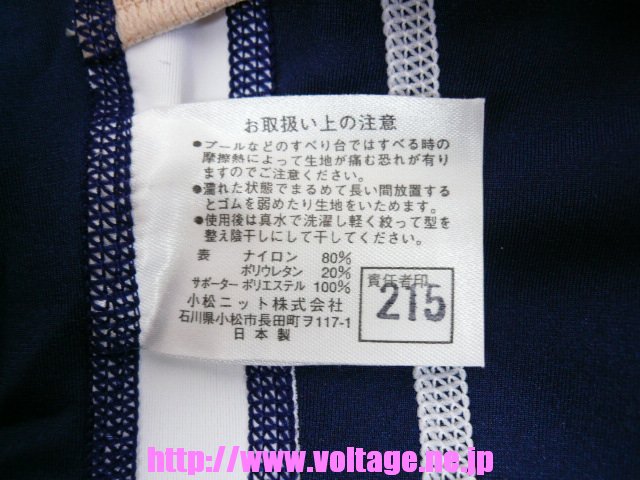 お取扱い上の注意
●プールなどのすべり台ではすべる時の
摩擦熱によって生地が痛む恐れが有り
ますのでご注意ください。
●濡れた状態でまるめて長い間放置する
とゴムを弱めたり生地をいためます。
●使用後は真水で洗濯し軽く絞って型を
整え陰干しにして干してください。
表 ナイロン 80%
ポリウレタン 20%
サポーター ポリエステル 100%
小松ニット株式会社
石川県小松市長田町ヲ117-1
日本製
責任者印
215
http://www.voltage.ne.jp